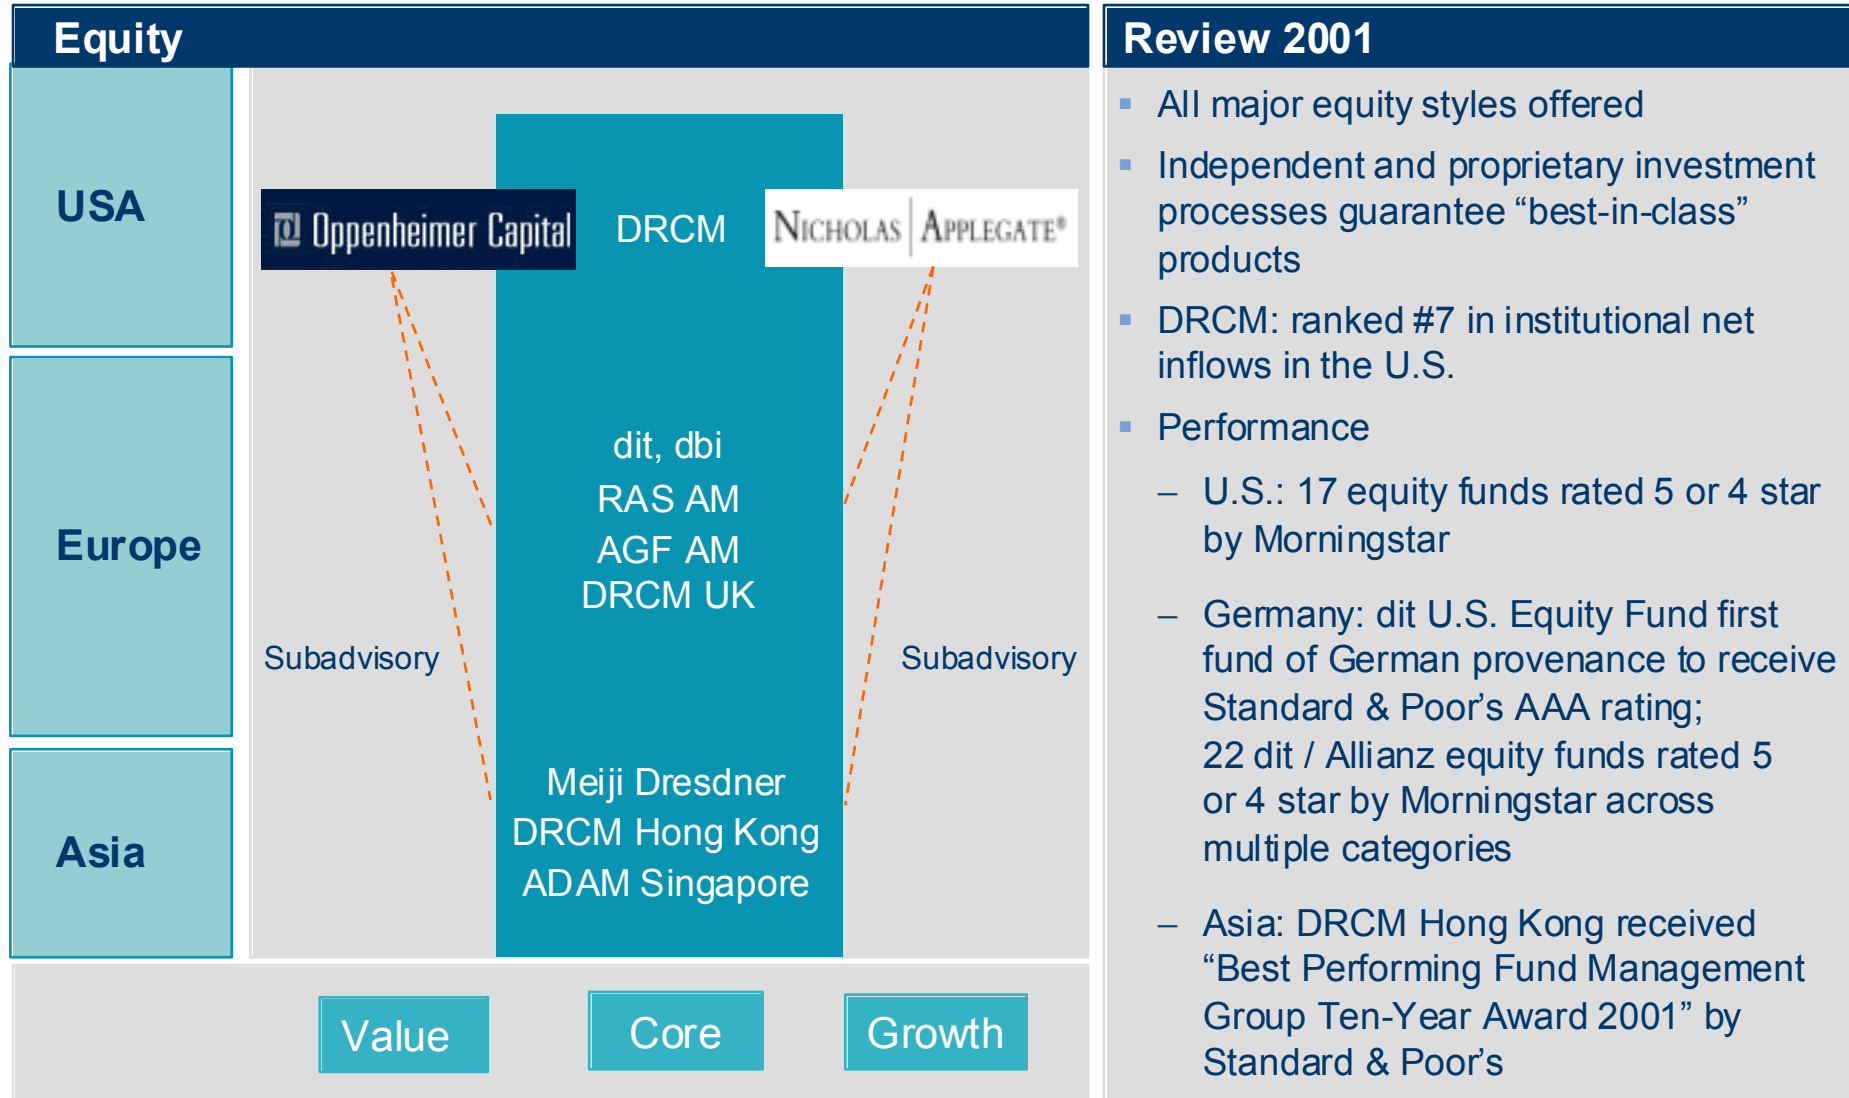 Equity
USA
Oppenheimer Capital
DRCM
NICHOLAS | APPLEGATE®
Europe
dit, dbi
RAS AM
AGF AM
DRCM UK
Subadvisory
Subadvisory
Asia
Meiji Dresdner
DRCM Hong Kong
ADAM Singapore
Value
Core
Growth
Review 2001
All major equity styles offered
Independent and proprietary investment
processes guarantee “best-in-class”
products
DRCM: ranked #7 in institutional net
inflows in the U.S.
Performance
– U.S.: 17 equity funds rated 5 or 4 star
by Morningstar
– Germany: dit U.S. Equity Fund first
fund of German provenance to receive
Standard & Poor’s AAA rating;
22 dit / Allianz equity funds rated 5
or 4 star by Morningstar across
multiple categories
– Asia: DRCM Hong Kong received
“Best Performing Fund Management
Group Ten-Year Award 2001” by
Standard & Poor’s